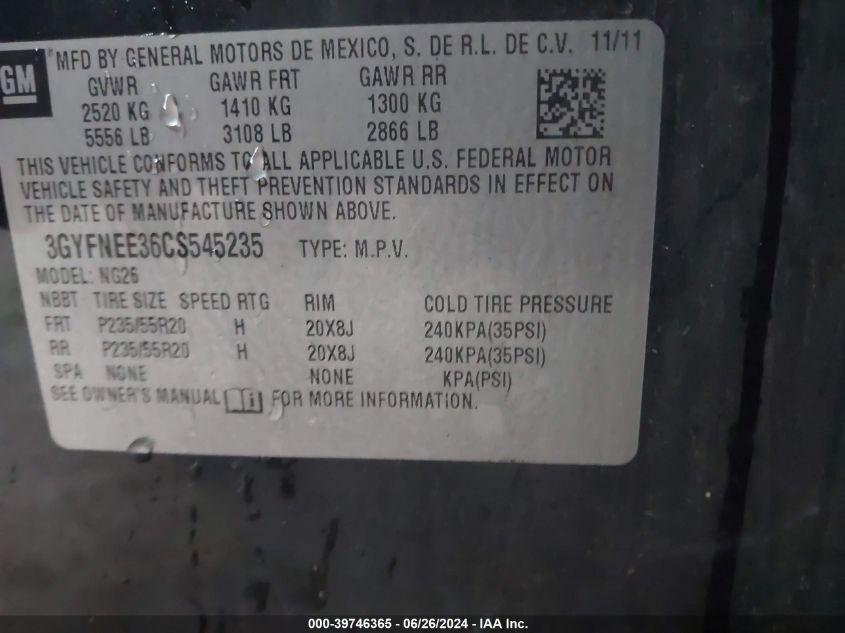 GM
MFD BY GENERAL MOTORS DE MEXICO, S. DE R.L. DE C.V. 11/11
GVWR GAWR FRT GAWR RR
2520 KG 1410 KG 1300 KG
5556 LB 3108 LB 2866 LB
THIS VEHICLE CONFORMS TO ALL APPLICABLE U.S. FEDERAL MOTOR
VEHICLE SAFETY AND THEFT PREVENTION STANDARDS IN EFFECT ON
THE DATE OF MANUFACTURE SHOWN ABOVE.
3GYFNEE36CS545235 TYPE: M.P.V.
MODEL: NG26
NBBT TIRE SIZE SPEED RTG RIM COLD TIRE PRESSURE
FRT P235/55R20 H 20X8J 240KPA(35PSI)
RR P235/55R20 H 20X8J 240KPA(35PSI)
SPA NONE NONE KPA(PSI)
SEE OWNER'S MANUAL FOR MORE INFORMATION.
000-39746365 - 06/26/2024 - IAA Inc.